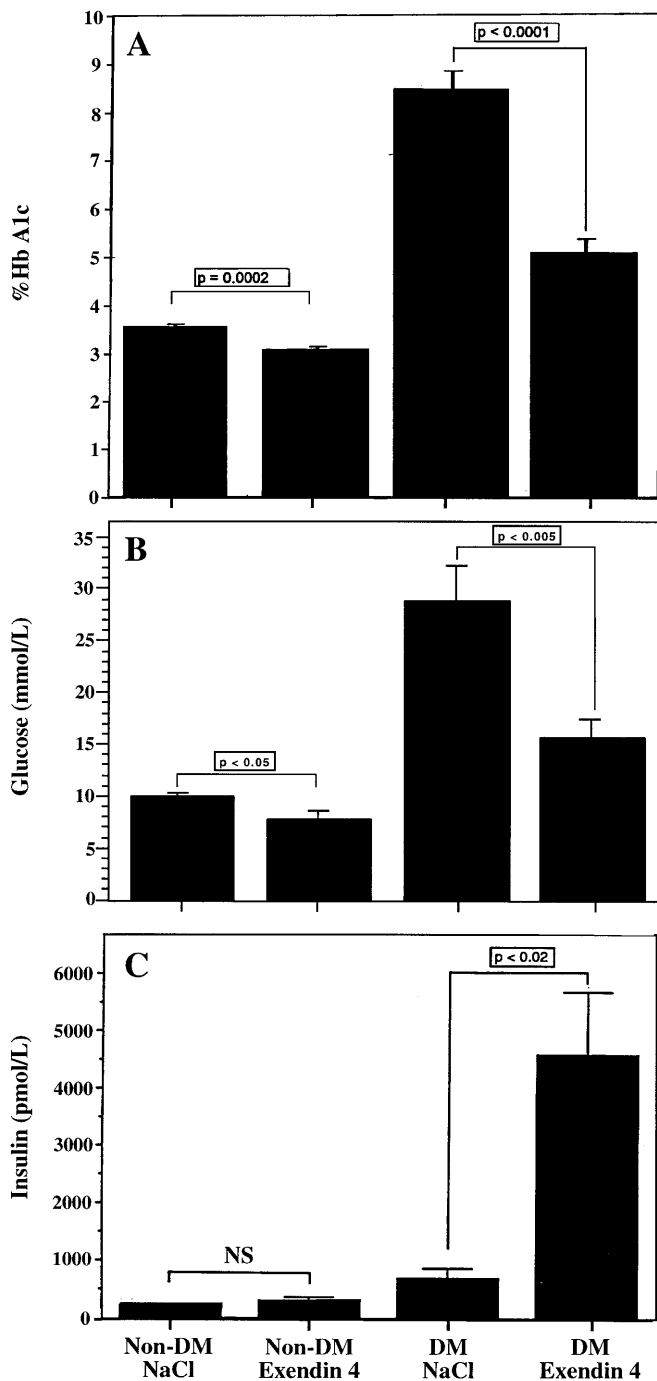 A
p < 0.0001
p = 0.0002
%Hb A1c
10
9
8
7
6
5
4
3
2
1
0
B
p < 0.005
p < 0.05
Glucose (mmol/L)
35
30
25
20
15
10
5
0
C
p < 0.02
NS
Insulin (pmol/L)
6000
5000
4000
3000
2000
1000
0
Non-DM NaCl
Non-DM Exendin 4
DM NaCl
DM Exendin 4